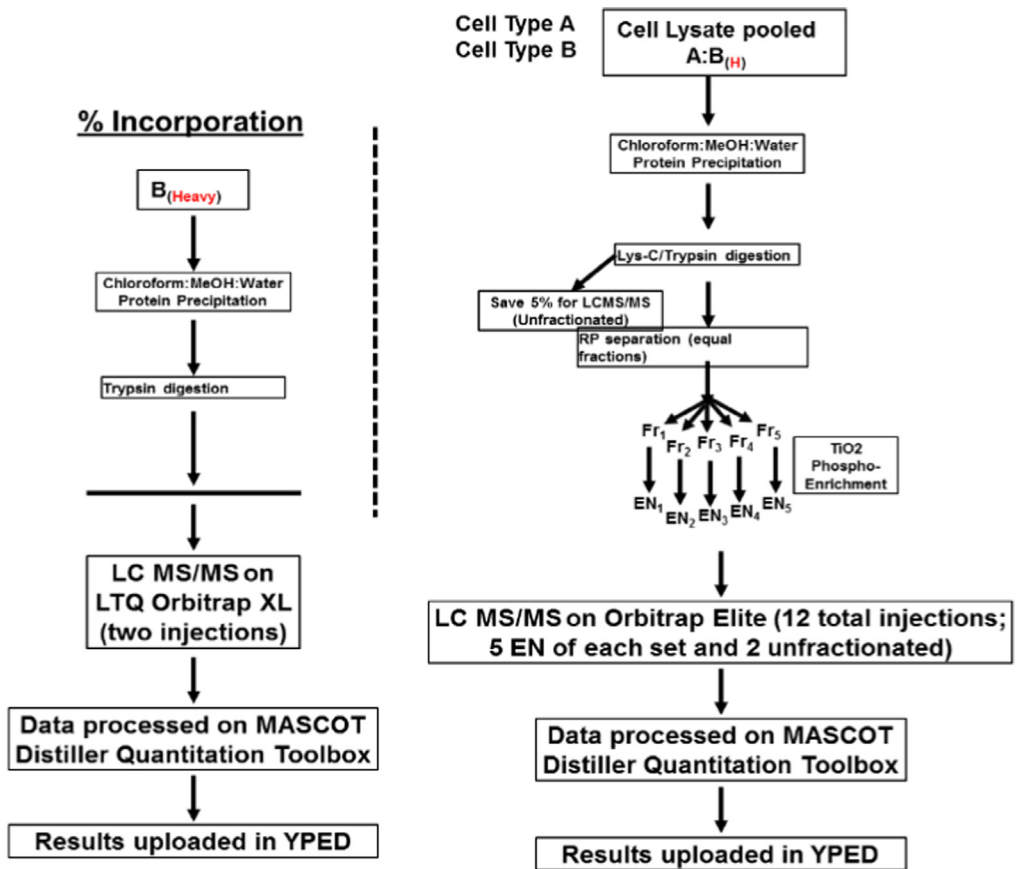 % Incorporation
B(Heavy)
Chloroform:MeOH:Water
Protein Precipitation
Trypsin digestion
LC MS/MS on
LTQ Orbitrap XL
(two injections)
Data processed on MASCOT
Distiller Quantitation Toolbox
Results uploaded in YPED
Cell Type A
Cell Type B
Cell Lysate pooled
A:B(H)
Chloroform:MeOH:Water
Protein Precipitation
Lys-C/Trypsin digestion
Save 5% for LCMS/MS
(Unfractionated)
RP separation (equal
fractions)
Fr1 Fr2 Fr3 Fr4 Fr5
TiO2
Phospho-
Enrichment
EN1 EN2 EN3 EN4 EN5
LC MS/MS on Orbitrap Elite (12 total injections;
5 EN of each set and 2 unfractionated)
Data processed on MASCOT
Distiller Quantitation Toolbox
Results uploaded in YPED